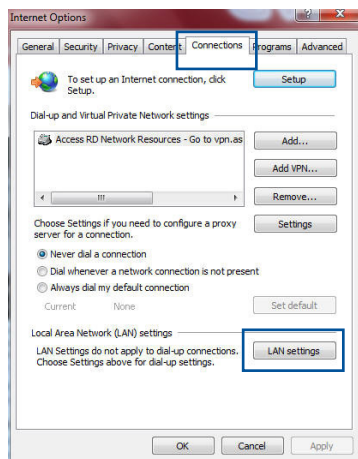 Internet Options
General Security Privacy Content Connections Programs Advanced
To set up an Internet connection, click
Setup.
Setup
Dial-up and Virtual Private Network settings
Access RD Network Resources - Go to vpn.as
Add...
Add VPN...
Remove...
Choose Settings if you need to configure a proxy
server for a connection.
Settings
Never dial a connection
Dial whenever a network connection is not present
Always dial my default connection
Current None
Set default
Local Area Network (LAN) settings
LAN Settings do not apply to dial-up connections.
Choose Settings above for dial-up settings.
LAN settings
OK Cancel Apply